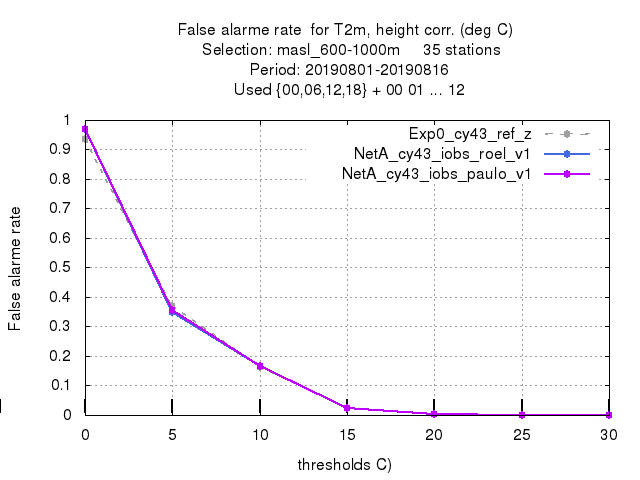 False alarme rate  for T2m, height corr. (deg C)
Selection: masl_600-1000m     35 stations
Period: 20190801-20190816
Used {00,06,12,18} + 00 01 ... 12
Exp0_cy43_ref_z
NetA_cy43_iobs_roel_v1
NetA_cy43_iobs_paulo_v1
False alarme rate
1
0.9
0.8
0.7
0.6
0.5
0.4
0.3
0.2
0.1
0
0 5 10 15 20 25 30
thresholds C)